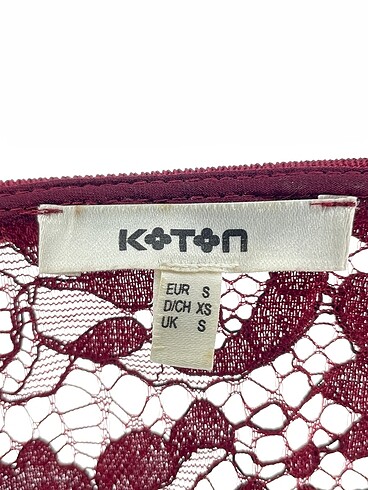 KOTON
EUR S
D/CH XS
UK S